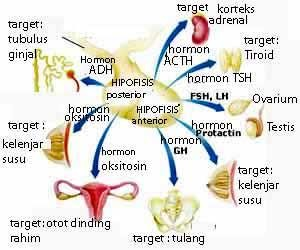 target:
tubulus
ginjal
target korteks
adrenal
hormon
ACTH
target:
Tiroid
Hormon
ADH
hormon TSH
HIPOFISIS
posterior
FSH, LH
Ovarium
hormon
oksitosin
HIPOFISIS
anterior
hormon
Protactin
Testis
target :
kelenjar
susu
hormon
GH
hormon
oksitosin
target:
kelenjar
susu
target:otot dinding
rahim
target : tulang